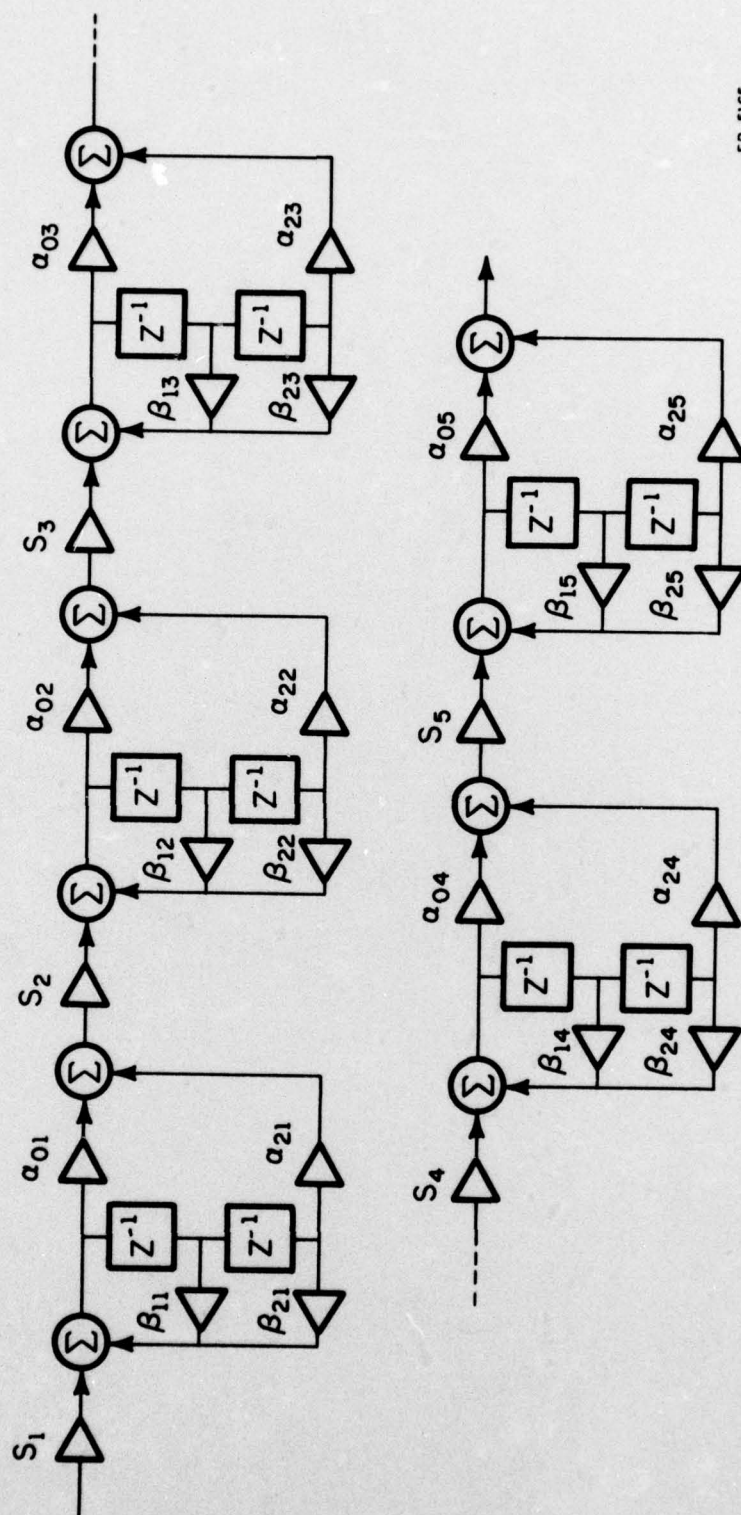 S₁ Σ α₀₁ Σ S₂ Σ α₀₂ Σ S₃ Σ α₀₃ Σ
Z⁻¹ Z⁻¹ Z⁻¹
β₁₁ β₁₂ β₁₃
Z⁻¹ Z⁻¹ Z⁻¹
β₂₁ α₂₁ β₂₂ α₂₂ β₂₃ α₂₃
S₄ Σ α₀₄ Σ S₅ Σ α₀₅ Σ
Z⁻¹ Z⁻¹
β₁₄ β₁₅
Z⁻¹ Z⁻¹
β₂₄ α₂₄ β₂₅ α₂₅